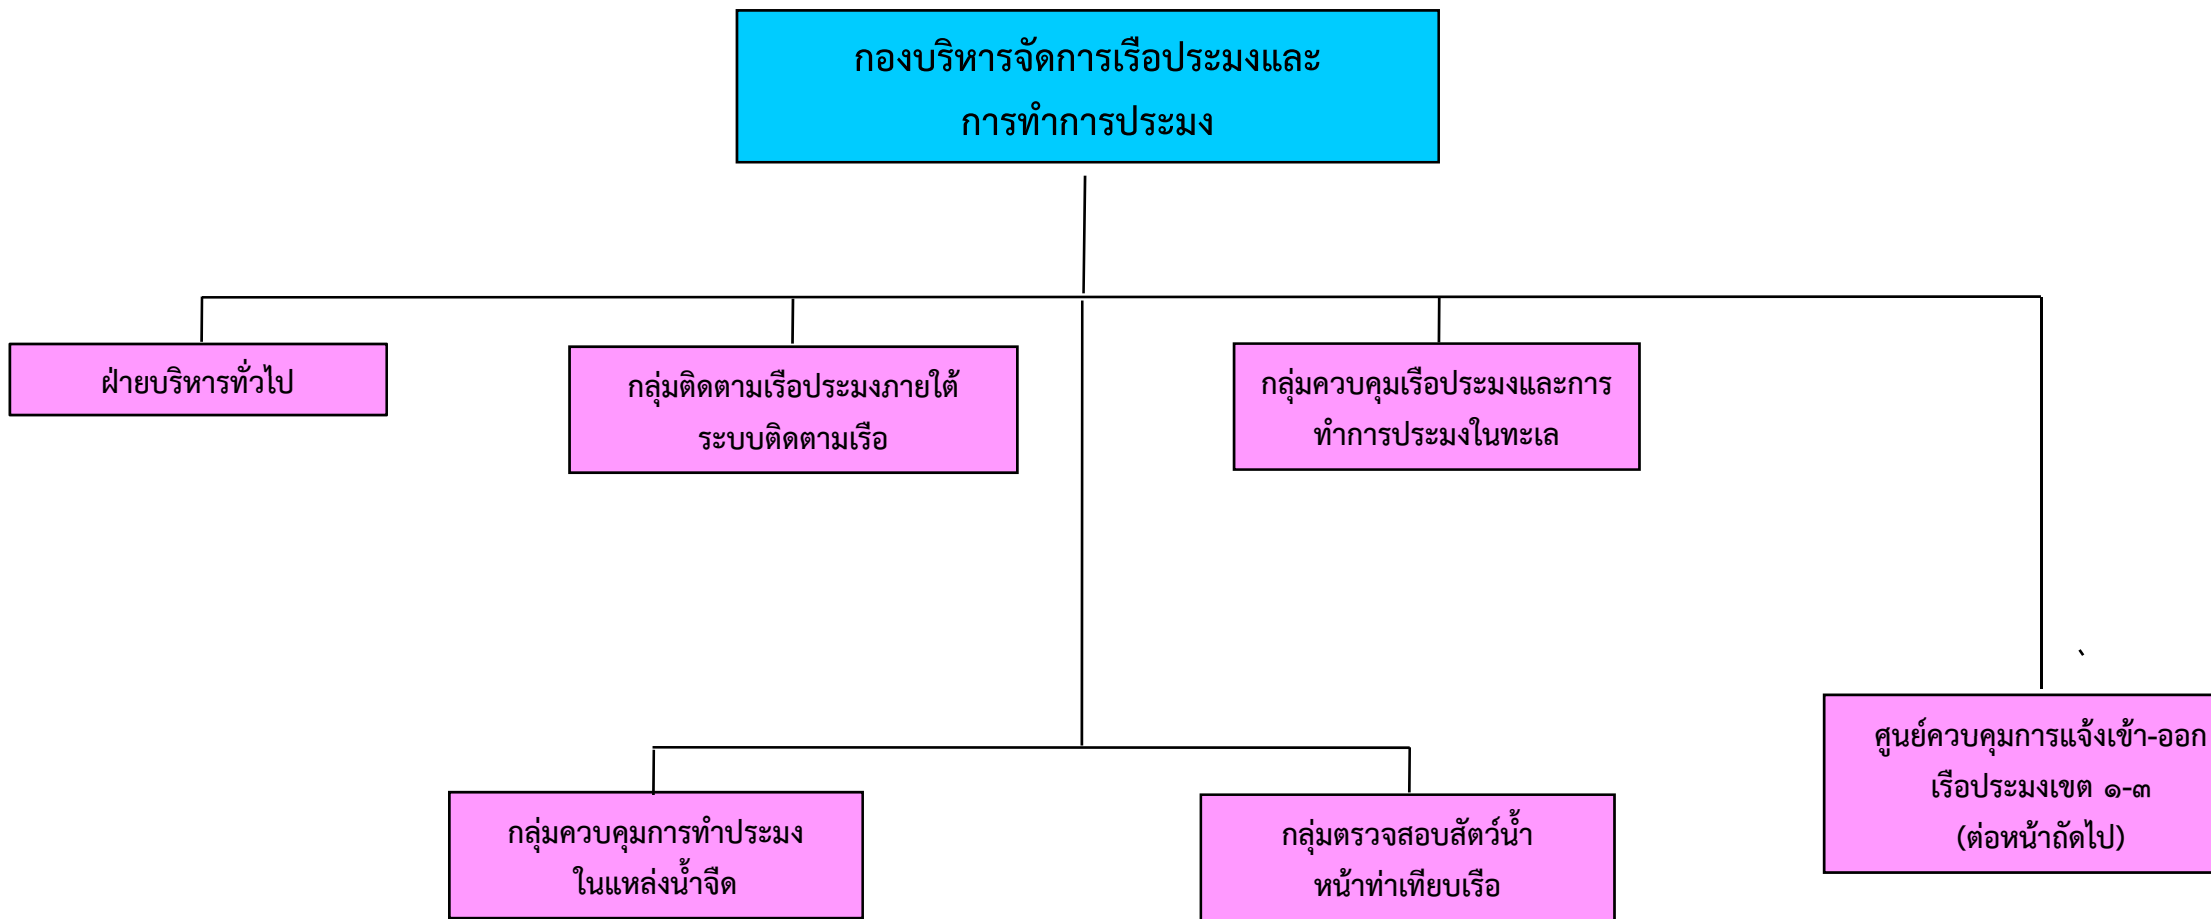 กองบริหารจัดการเรือประมงและ
การทำการประมง
ฝ่ายบริหารทั่วไป
กลุ่มติดตามเรือประมงภายใต้
ระบบติดตามเรือ
กลุ่มควบคุมเรือประมงและการ
ทำการประมงในทะเล
กลุ่มควบคุมการทำประมง
ในแหล่งน้ำจืด
กลุ่มตรวจสอบสัตว์น้ำ
หน้าท่าเทียบเรือ
ศูนย์ควบคุมการแจ้งเข้า-ออก
เรือประมงเขต ๑-๓
(ต่อหน้าถัดไป)